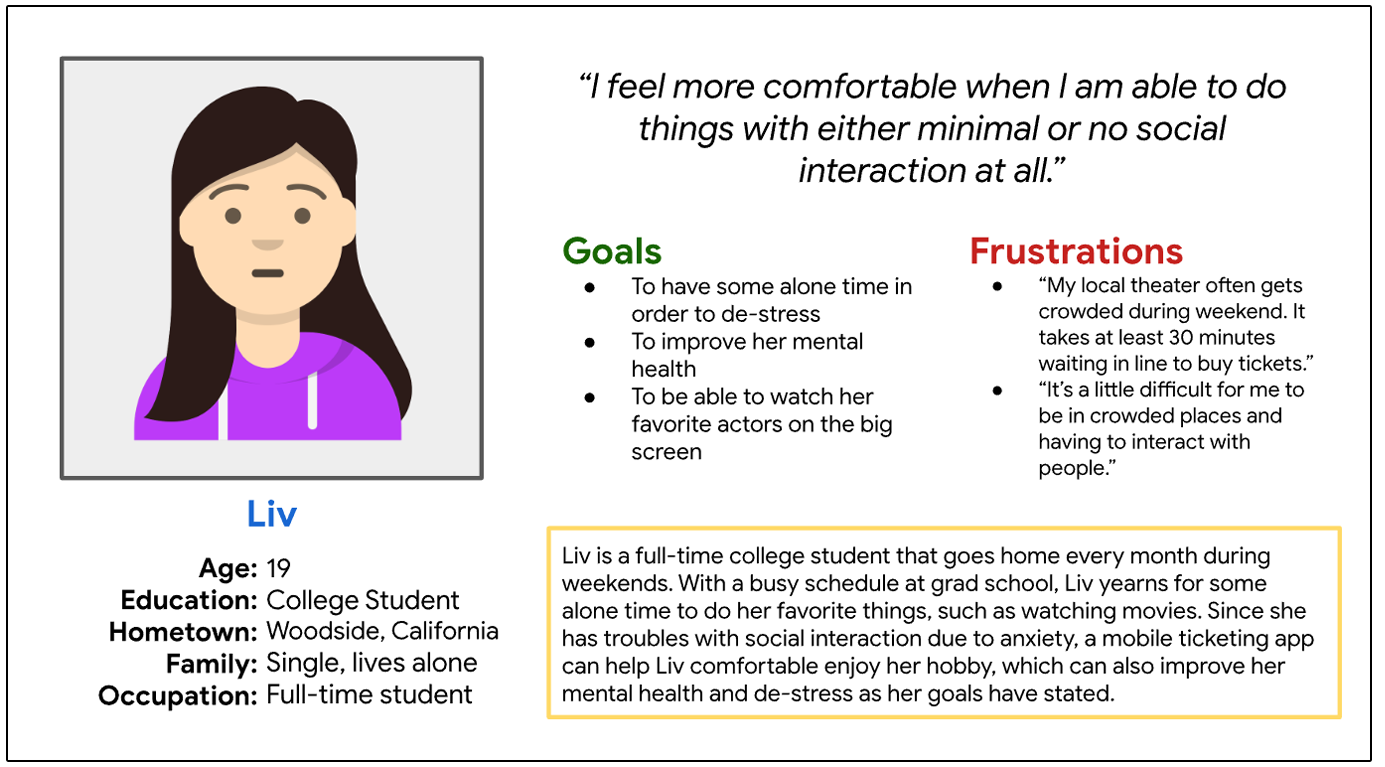 “I feel more comfortable when I am able to do
things with either minimal or no social
interaction at all.”
Goals
● To have some alone time in
order to de-stress
● To improve her mental
health
● To be able to watch her
favorite actors on the big
screen
Frustrations
● “My local theater often gets
crowded during weekend. It
takes at least 30 minutes
waiting in line to buy tickets.”
● “It’s a little difficult for me to
be in crowded places and
having to interact with
people.”
Liv
Age: 19
Education: College Student
Hometown: Woodside, California
Family: Single, lives alone
Occupation: Full-time student
Liv is a full-time college student that goes home every month during
weekends. With a busy schedule at grad school, Liv yearns for some
alone time to do her favorite things, such as watching movies. Since she
has troubles with social interaction due to anxiety, a mobile ticketing app
can help Liv comfortable enjoy her hobby, which can also improve her
mental health and de-stress as her goals have stated.